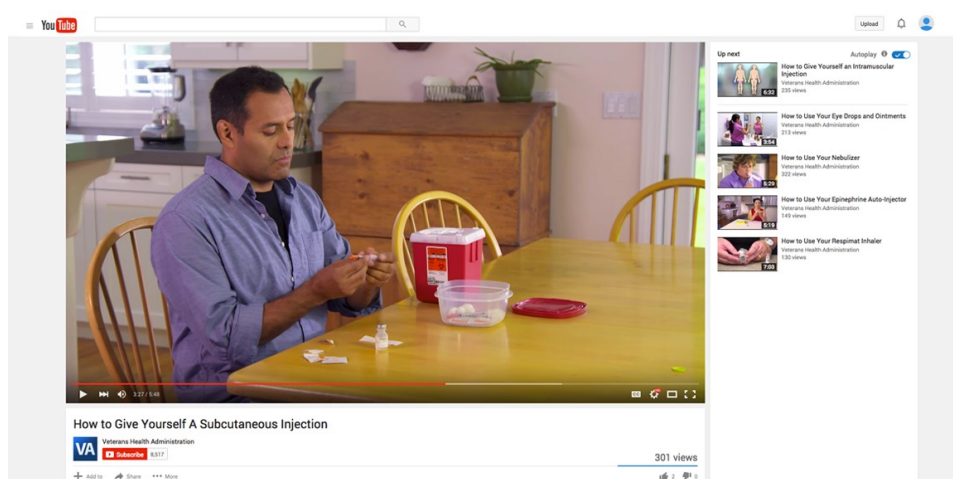 YouTube
Upload
Up next
Autoplay
How to Give Yourself an Intramuscular
Injection
Veterans Health Administration
235 views
6:32
How to Use Your Eye Drops and Ointments
Veterans Health Administration
213 views
3:54
How to Use Your Nebulizer
Veterans Health Administration
322 views
5:29
How to Use Your Epinephrine Auto-Injector
Veterans Health Administration
149 views
5:19
How to Use Your Respimat Inhaler
Veterans Health Administration
130 views
7:03
3:27 / 5:48
How to Give Yourself A Subcutaneous Injection
VA
Veterans Health Administration
Subscribe 8,517
301 views
Add to Share More
2 0